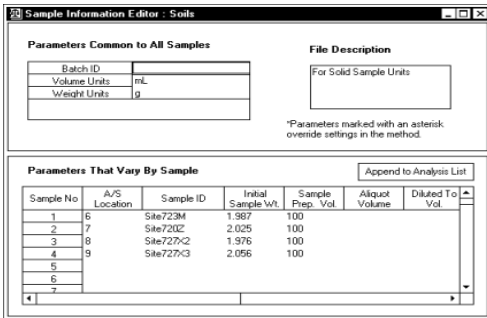 Sample Information Editor : Soils
Parameters Common to All Samples
Batch ID
Volume Units mL
Weight Units g
File Description
For Solid Sample Units
*Parameters marked with an asterisk
override settings in the method.
Parameters That Vary By Sample
Append to Analysis List
Sample No A/S Location Sample ID Initial Sample Wt. Sample Prep. Vol. Aliquot Volume Diluted To Vol.
1 6 Site723M 1.987 100
2 7 Site720Z 2.025 100
3 8 Site727X2 1.976 100
4 9 Site727X3 2.056 100
5
6
7